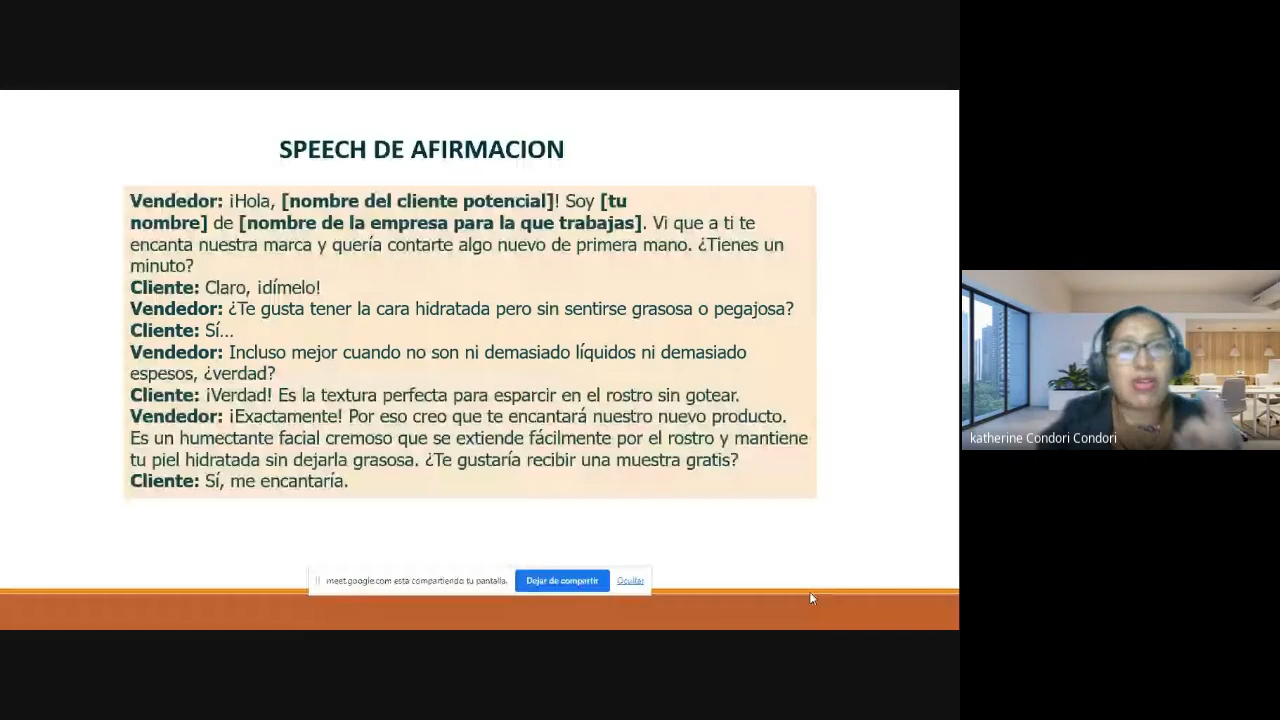 SPEECH DE AFIRMACION
Vendedor: ¡Hola, [nombre del cliente potencial]! Soy [tu
nombre] de [nombre de la empresa para la que trabajas]. Vi que a ti te
encanta nuestra marca y quería contarte algo nuevo de primera mano. ¿Tienes un
minuto?
Cliente: Claro, ¡dímelo!
Vendedor: ¿Te gusta tener la cara hidratada pero sin sentirse grasosa o pegajosa?
Cliente: Sí...
Vendedor: Incluso mejor cuando no son ni demasiado líquidos ni demasiado
espesos, ¿verdad?
Cliente: ¡Verdad! Es la textura perfecta para esparcir en el rostro sin gotear.
Vendedor: ¡Exactamente! Por eso creo que te encantará nuestro nuevo producto.
Es un humectante facial cremoso que se extiende fácilmente por el rostro y mantiene
tu piel hidratada sin dejarla grasosa. ¿Te gustaría recibir una muestra gratis?
Cliente: Sí, me encantaría.
meet.google.com está compartiendo tu pantalla. Dejar de compartir Ocultar
katherine Condori Condori